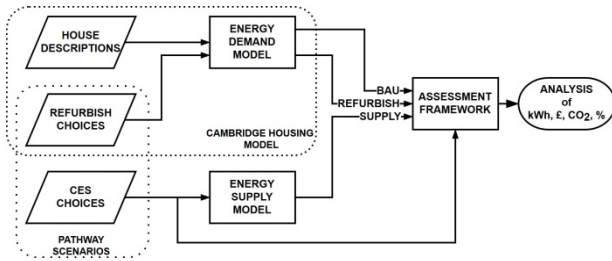 HOUSE
DESCRIPTIONS
ENERGY
DEMAND
MODEL
REFURBISH
CHOICES
CAMBRIDGE HOUSING
MODEL
BAU
REFURBISH
SUPPLY
ASSESSMENT
FRAMEWORK
ANALYSIS
of
kWh, £, CO₂, %
CES
CHOICES
ENERGY
SUPPLY
MODEL
PATHWAY
SCENARIOS